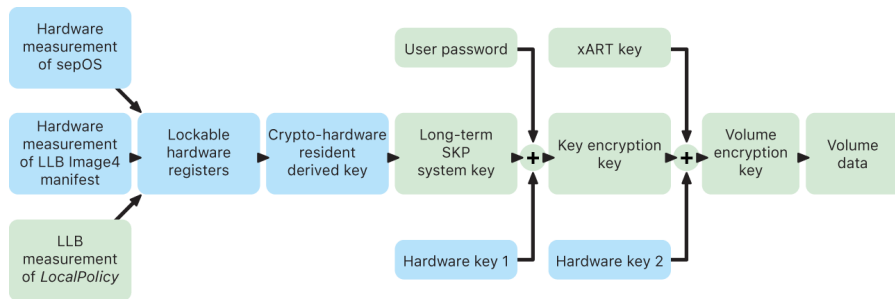 Hardware
measurement
of sepOS
User password
xART key
Hardware
measurement
of LLB Image4
manifest
Lockable
hardware
registers
Crypto-hardware
resident
derived key
Long-term
SKP
system key
+
Key encryption
key
+
Volume
encryption
key
Volume
data
LLB
measurement
of LocalPolicy
Hardware key 1
Hardware key 2